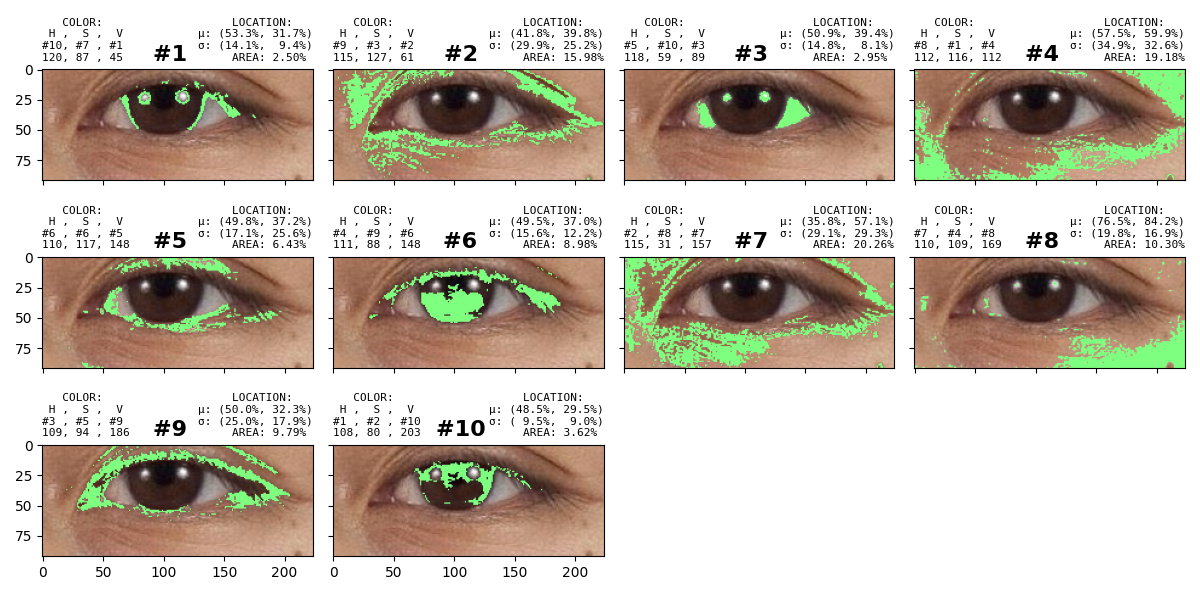 COLOR: LOCATION:
H , S , V μ: (53.3%, 31.7%)
#10, #7 , #1 #1 σ: (14.1%, 9.4%)
120, 87 , 45 AREA: 2.50%
COLOR: LOCATION:
H , S , V μ: (41.8%, 39.8%)
#9 , #3 , #2 #2 σ: (29.9%, 25.2%)
115, 127, 61 AREA: 15.98%
COLOR: LOCATION:
H , S , V μ: (50.9%, 39.4%)
#5 , #10, #3 #3 σ: (14.8%, 8.1%)
118, 59 , 89 AREA: 2.95%
COLOR: LOCATION:
H , S , V μ: (57.5%, 59.9%)
#8 , #1 , #4 #4 σ: (34.9%, 32.6%)
112, 116, 112 AREA: 19.18%
0
25
50
75
COLOR: LOCATION:
H , S , V μ: (49.8%, 37.2%)
#6 , #6 , #5 #5 σ: (17.1%, 25.6%)
110, 117, 148 AREA: 6.43%
COLOR: LOCATION:
H , S , V μ: (49.5%, 37.0%)
#4 , #9 , #6 #6 σ: (15.6%, 12.2%)
111, 88 , 148 AREA: 8.98%
COLOR: LOCATION:
H , S , V μ: (35.8%, 57.1%)
#2 , #8 , #7 #7 σ: (29.1%, 29.3%)
115, 31 , 157 AREA: 20.26%
COLOR: LOCATION:
H , S , V μ: (76.5%, 84.2%)
#7 , #4 , #8 #8 σ: (19.8%, 16.9%)
110, 109, 169 AREA: 10.30%
0
25
50
75
COLOR: LOCATION:
H , S , V μ: (50.0%, 32.3%)
#3 , #5 , #9 #9 σ: (25.0%, 17.9%)
109, 94 , 186 AREA: 9.79%
COLOR: LOCATION:
H , S , V μ: (48.5%, 29.5%)
#1 , #2 , #10 #10 σ: ( 9.5%, 9.0%)
108, 80 , 203 AREA: 3.62%
0
25
50
75
0 50 100 150 200
0 50 100 150 200